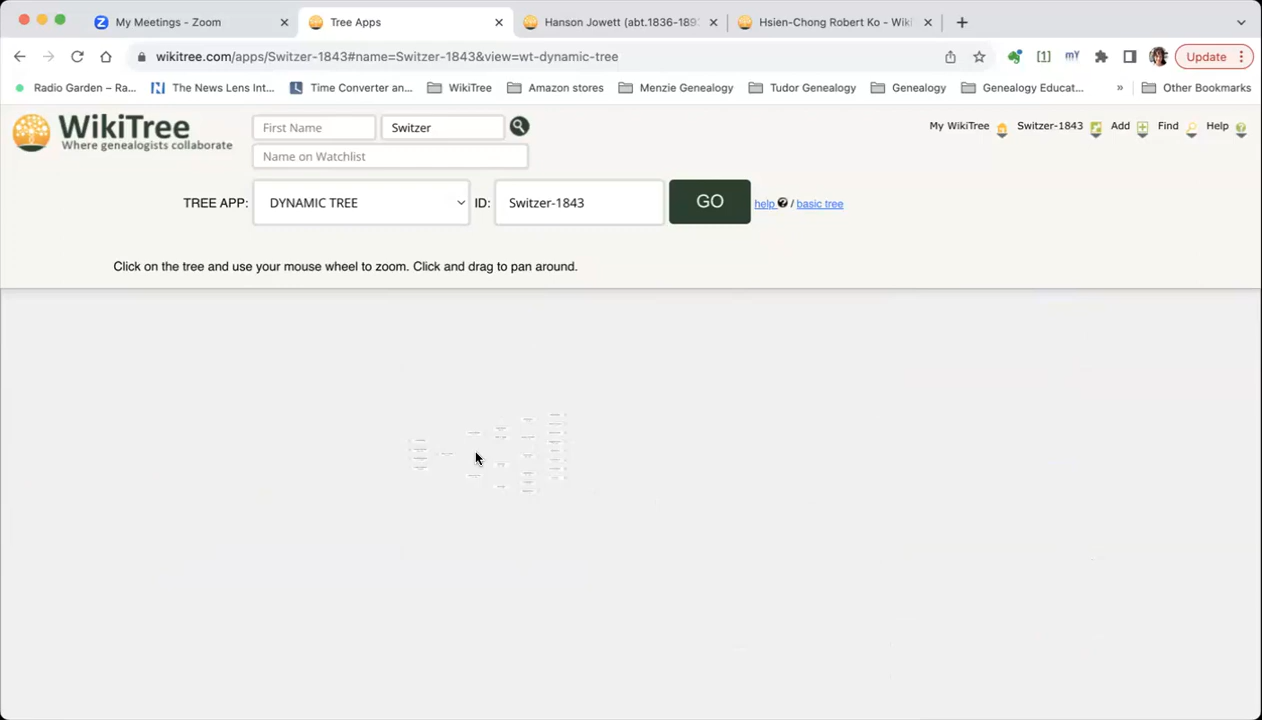 My Meetings - Zoom
Tree Apps
Hanson Jowett (abt.1836-189
Hsien-Chong Robert Ko - Wiki
wikitree.com/apps/Switzer-1843#name=Switzer-1843&view=wt-dynamic-tree
[1]
mY
Update
Radio Garden – Ra...
The News Lens Int...
Time Converter an...
WikiTree
Amazon stores
Menzie Genealogy
Tudor Genealogy
Genealogy
Genealogy Educat...
»
Other Bookmarks
WikiTree
Where genealogists collaborate
First Name
Switzer
Name on Watchlist
My WikiTree
Switzer-1843
Add
Find
Help
TREE APP:
DYNAMIC TREE
ID:
Switzer-1843
GO
help ? / basic tree
Click on the tree and use your mouse wheel to zoom. Click and drag to pan around.